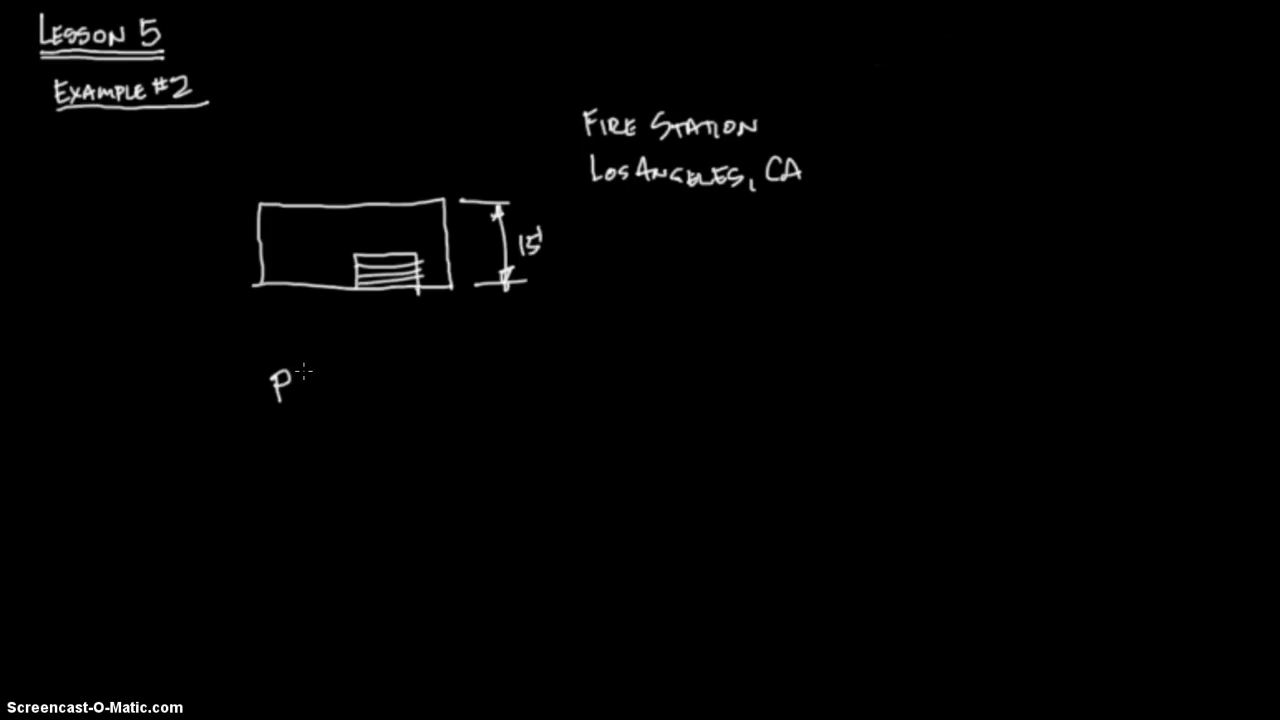 LESSON 5
EXAMPLE #2
FIRE STATION
LOS ANGELES, CA
15'
P
Screencast-O-Matic.com